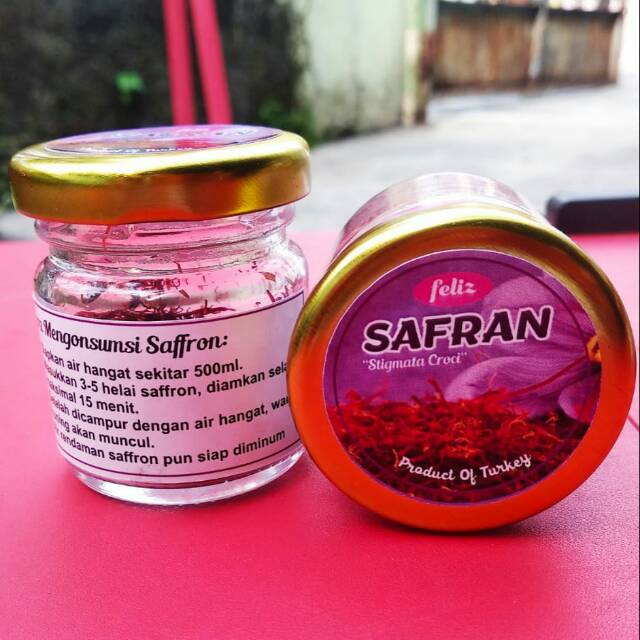 Mengonsumsi Saffron:
air hangat sekitar 500ml.
3-5 helai saffron, diamkan
15 menit.
dicampur dengan air hangat,
akan muncul.
rendaman saffron pun siap diminum
feliz
SAFRAN
"Stigmata Croci"
Product Of Turkey